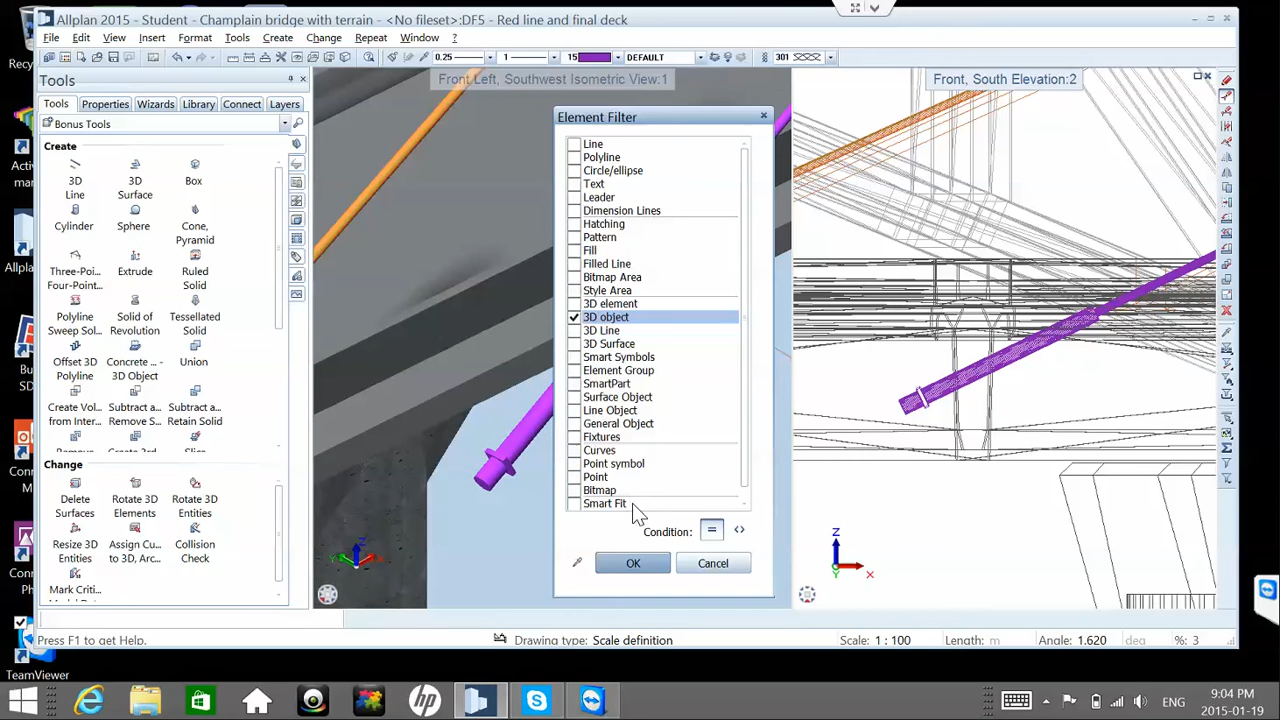 Allplan 2015 - Student - Champlain bridge with terrain - <No fileset>:DF5 - Red line and final deck
File Edit View Insert Format Tools Create Change Repeat Window ?
0.25 1 15 DEFAULT 301
Tools
Front Left, Southwest Isometric View:1
Front, South Elevation:2
Tools Properties Wizards Library Connect Layers
Bonus Tools
Create
3D Line
3D Surface
Box
Cylinder
Sphere
Cone, Pyramid
Three-Poi... Four-Point...
Extrude
Ruled Solid
Polyline Sweep Sol...
Solid of Revolution
Tessellated Solid
Offset 3D Polyline
Concrete ... - 3D Object
Union
Create Vol... from Inter...
Subtract a... Remove S...
Subtract a... Retain Solid
Change
Delete Surfaces
Rotate 3D Elements
Rotate 3D Entities
Resize 3D Entities
Assign Cu... to 3D, Arc...
Collision Check
Mark Criti...
Element Filter
Line
Polyline
Circle/ellipse
Text
Leader
Dimension Lines
Hatching
Pattern
Fill
Filled Line
Bitmap Area
Style Area
3D element
3D object
3D Line
3D Surface
Smart Symbols
Element Group
SmartPart
Surface Object
Line Object
General Object
Fixtures
Curves
Point symbol
Point
Bitmap
Smart Fit
Condition: = <>
OK Cancel
Z
Y
X
Press F1 to get Help.
Drawing type: Scale definition
Scale: 1 : 100
Length: m
Angle: 1.620 deg
%: 3
TeamViewer
hp
ENG
9:04 PM
2015-01-19